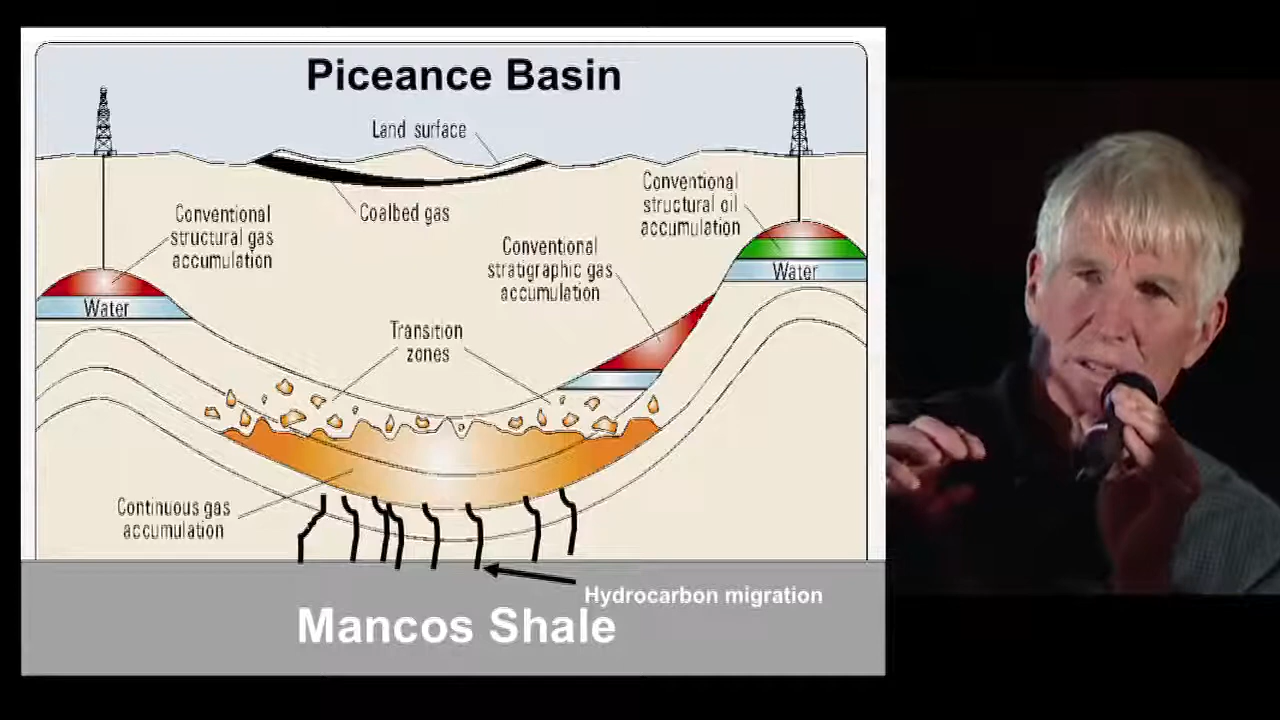 Piceance Basin
Land surface
Coalbed gas
Conventional
structural gas
accumulation
Water
Conventional
structural oil
accumulation
Water
Conventional
stratigraphic gas
accumulation
Transition
zones
Continuous gas
accumulation
Hydrocarbon migration
Mancos Shale